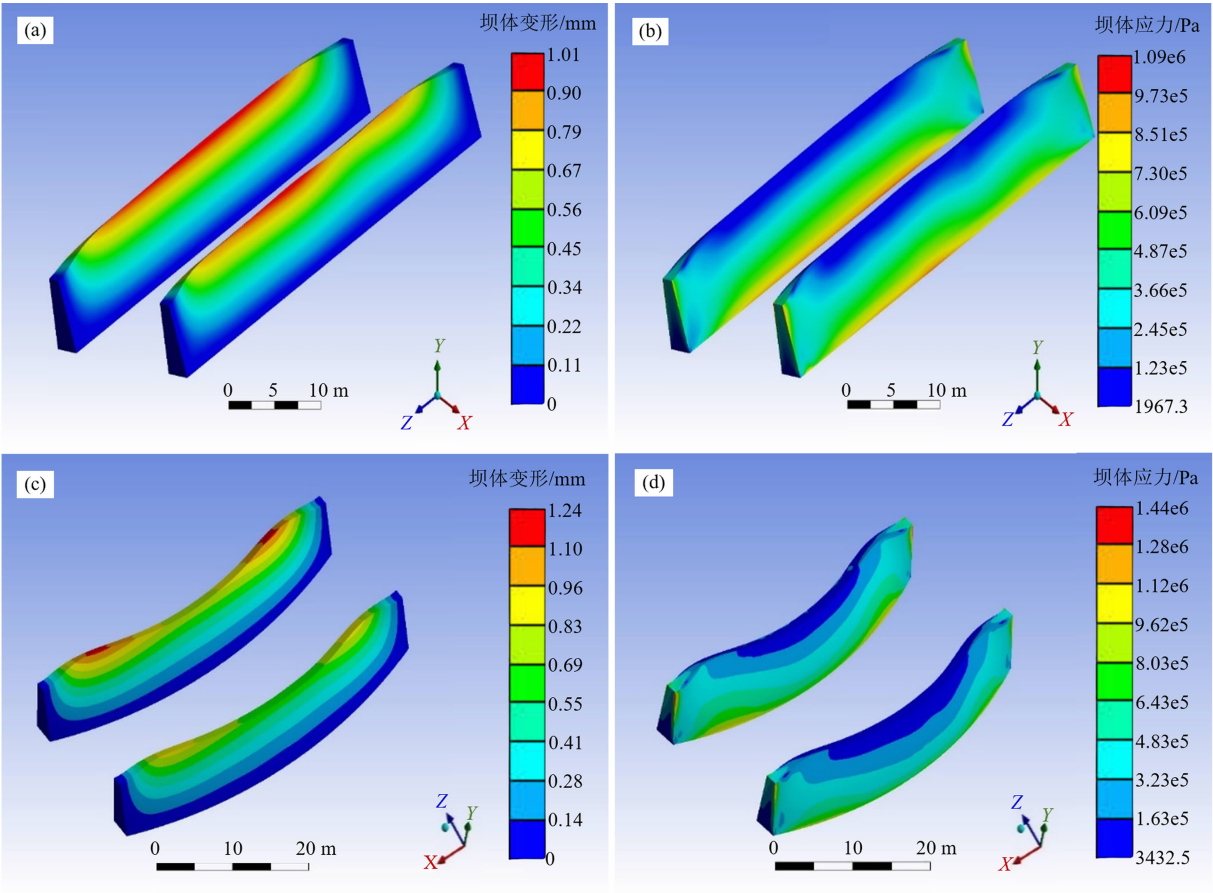 (a)
坝体变形/mm
1.01
0.90
0.79
0.67
0.56
0.45
0.34
0.22
0.11
0
0 5 10 m
Y
Z
X
(b)
坝体应力/Pa
1.09e6
9.73e5
8.51e5
7.30e5
6.09e5
4.87e5
3.66e5
2.45e5
1.23e5
1967.3
0 5 10 m
Y
Z
X
(c)
坝体变形/mm
1.24
1.10
0.96
0.83
0.69
0.55
0.41
0.28
0.14
0
0 10 20 m
Z
Y
X
(d)
坝体应力/Pa
1.44e6
1.28e6
1.12e6
9.62e5
8.03e5
6.43e5
4.83e5
3.23e5
1.63e5
3432.5
0 10 20 m
Z
Y
X